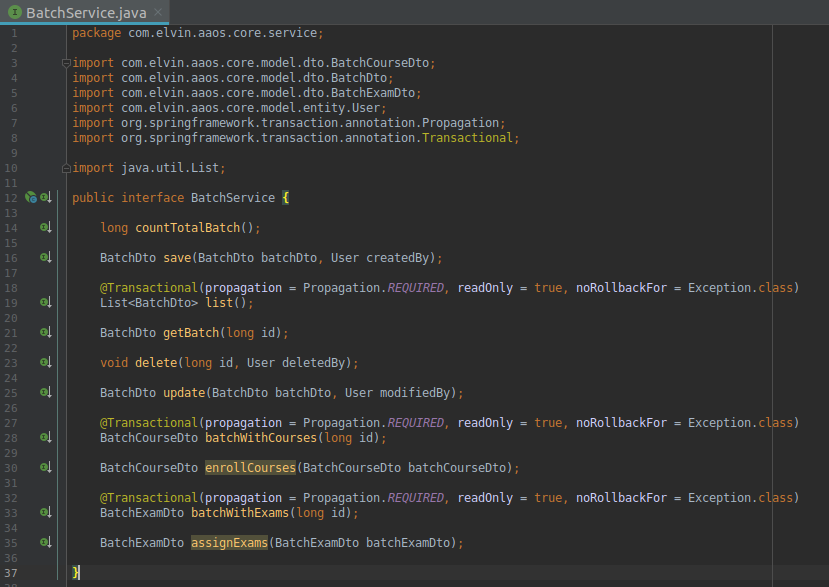 BatchService.java
1 package com.elvin.aaos.core.service;
2
3 import com.elvin.aaos.core.model.dto.BatchCourseDto;
4 import com.elvin.aaos.core.model.dto.BatchDto;
5 import com.elvin.aaos.core.model.dto.BatchExamDto;
6 import com.elvin.aaos.core.model.entity.User;
7 import org.springframework.transaction.annotation.Propagation;
8 import org.springframework.transaction.annotation.Transactional;
9
10 import java.util.List;
11
12 public interface BatchService {
13
14 long countTotalBatch();
15
16 BatchDto save(BatchDto batchDto, User createdBy);
17
18 @Transactional(propagation = Propagation.REQUIRED, readOnly = true, noRollbackFor = Exception.class)
19 List<BatchDto> list();
20
21 BatchDto getBatch(long id);
22
23 void delete(long id, User deletedBy);
24
25 BatchDto update(BatchDto batchDto, User modifiedBy);
26
27 @Transactional(propagation = Propagation.REQUIRED, readOnly = true, noRollbackFor = Exception.class)
28 BatchCourseDto batchWithCourses(long id);
29
30 BatchCourseDto enrollCourses(BatchCourseDto batchCourseDto);
31
32 @Transactional(propagation = Propagation.REQUIRED, readOnly = true, noRollbackFor = Exception.class)
33 BatchExamDto batchWithExams(long id);
34
35 BatchExamDto assignExams(BatchExamDto batchExamDto);
36
37 }